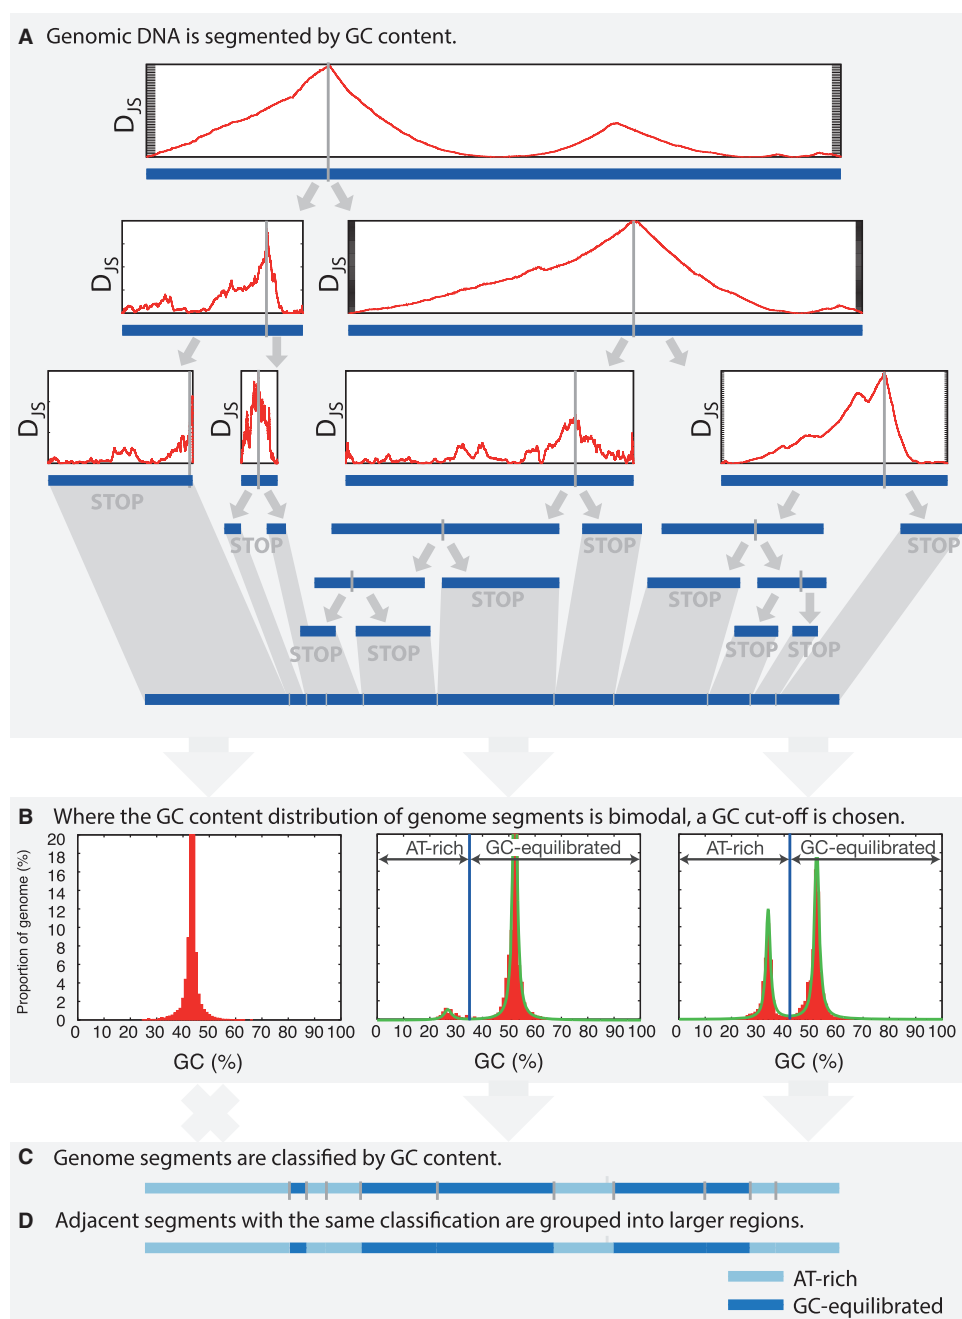 A Genomic DNA is segmented by GC content.
DJS
DJS
DJS
DJS
DJS
DJS
DJS
STOP
STOP
STOP
STOP
STOP
STOP
STOP
STOP
STOP
STOP
B Where the GC content distribution of genome segments is bimodal, a GC cut-off is chosen.
Proportion of genome (%)
20
18
16
14
12
10
8
6
4
2
0
0 10 20 30 40 50 60 70 80 90 100
GC (%)
AT-rich GC-equilibrated
0 10 20 30 40 50 60 70 80 90 100
GC (%)
AT-rich GC-equilibrated
0 10 20 30 40 50 60 70 80 90 100
GC (%)
C Genome segments are classified by GC content.
D Adjacent segments with the same classification are grouped into larger regions.
AT-rich
GC-equilibrated